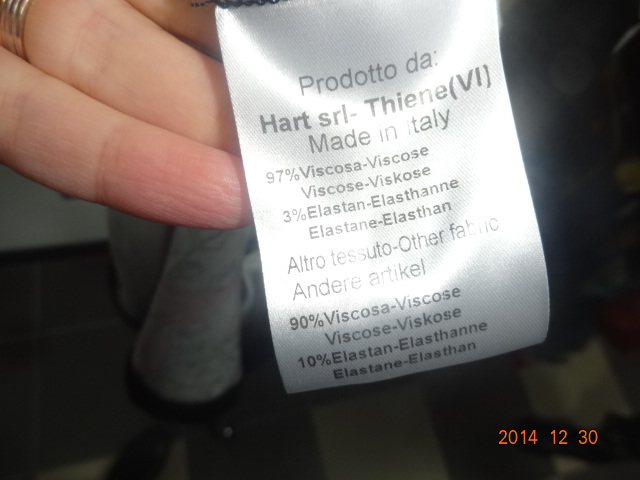 Prodotto da:
Hart srl- Thiene(VI)
Made in Italy
97%Viscosa-Viscose
Viscose-Viskose
3%Elastan-Elasthanne
Elastane-Elasthan
Altro tessuto-Other fabric
Andere artikel
90%Viscosa-Viscose
Viscose-Viskose
10%Elastan-Elasthanne
Elastane-Elasthan
2014 12 30